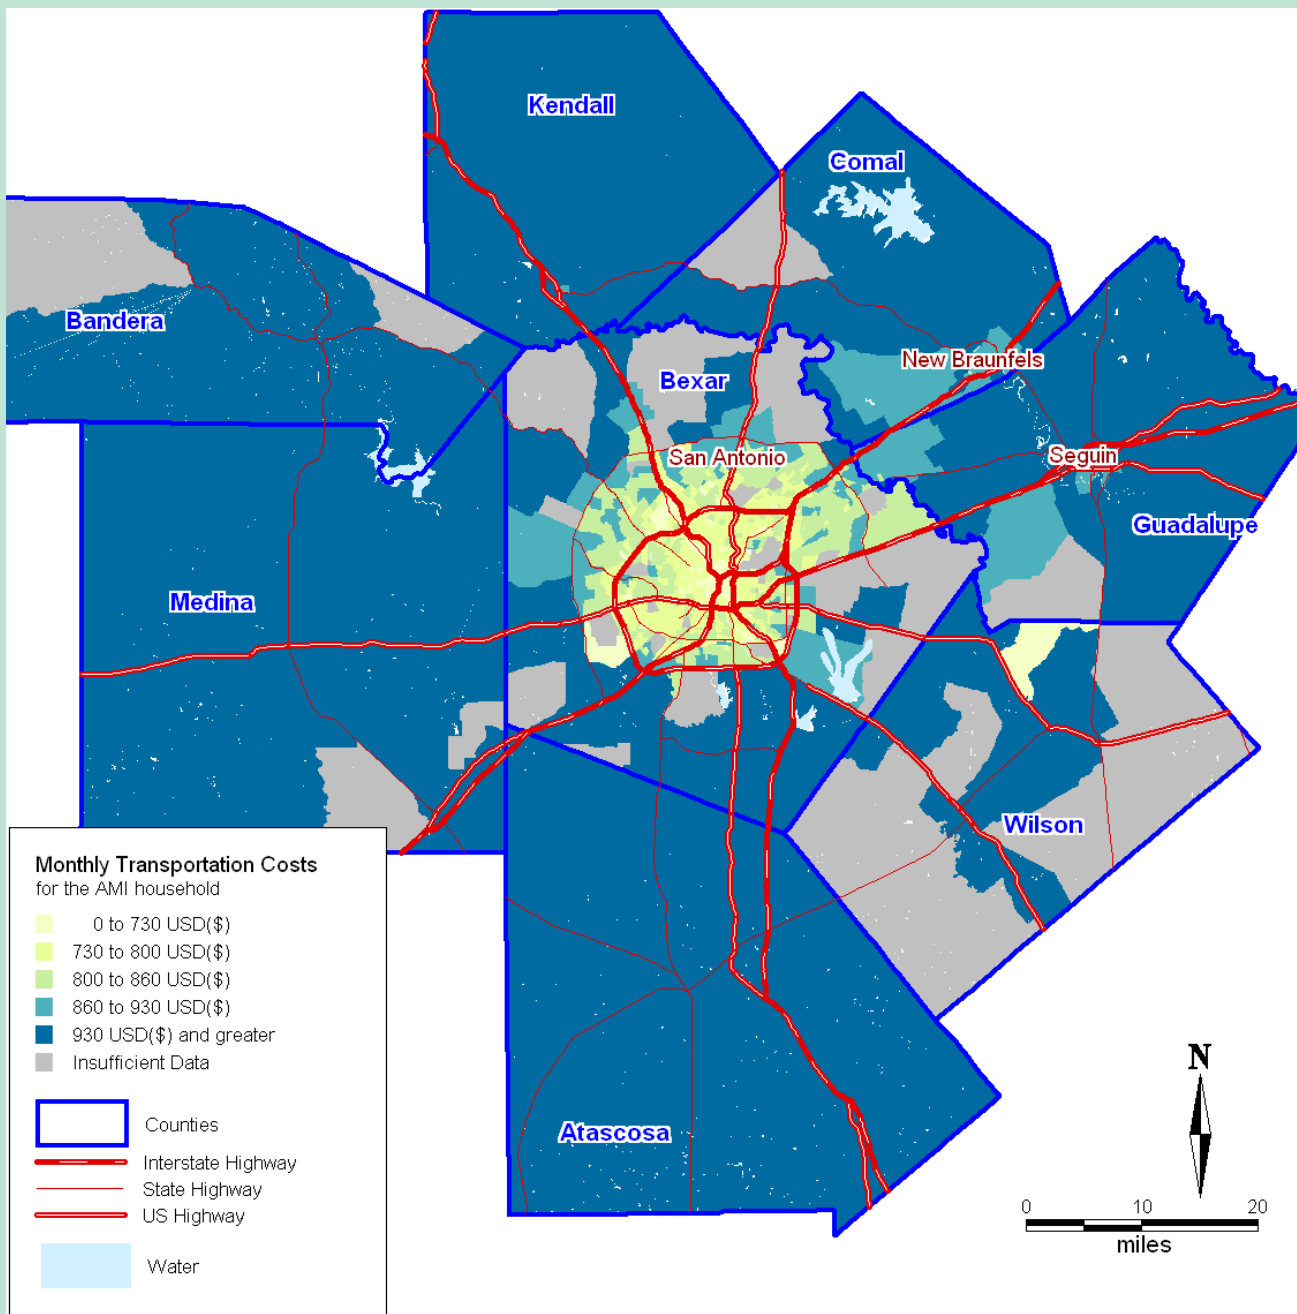 Kendall
Comal
Bandera
New Braunfels
Bexar
San Antonio
Seguin
Guadalupe
Medina
Wilson
Atascosa
Monthly Transportation Costs
for the AMI household
0 to 730 USD($)
730 to 800 USD($)
800 to 860 USD($)
860 to 930 USD($)
930 USD($) and greater
Insufficient Data
Counties
Interstate Highway
State Highway
US Highway
Water
N
0 10 20
miles